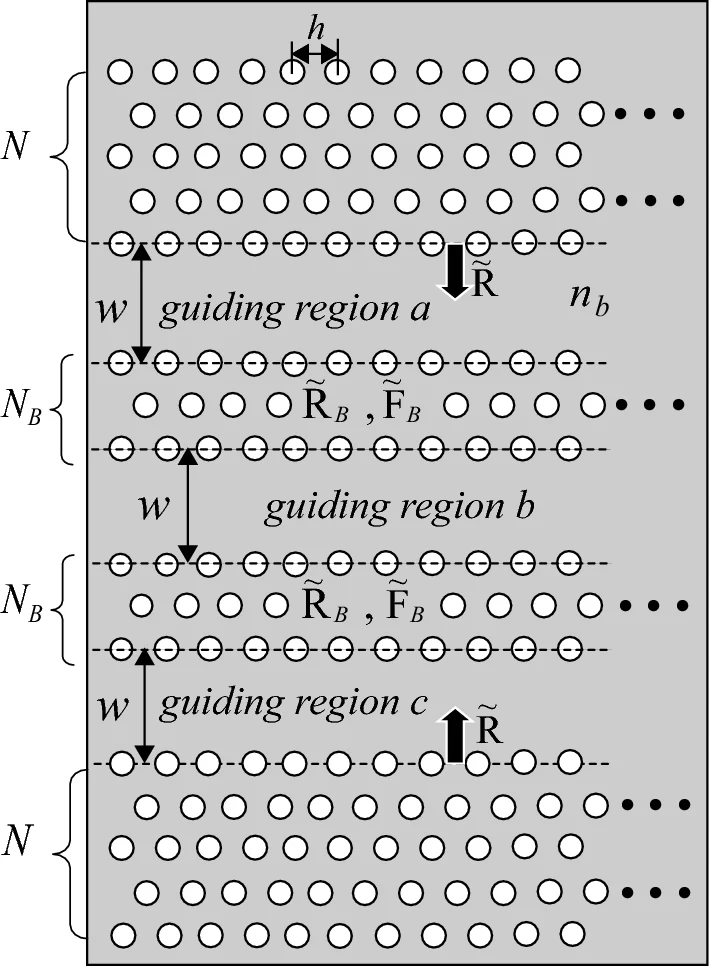 h
N
R̃
w
guiding region a
n_b
N_B
R̃_B , F̃_B
w
guiding region b
N_B
R̃_B , F̃_B
w
guiding region c
R̃
N